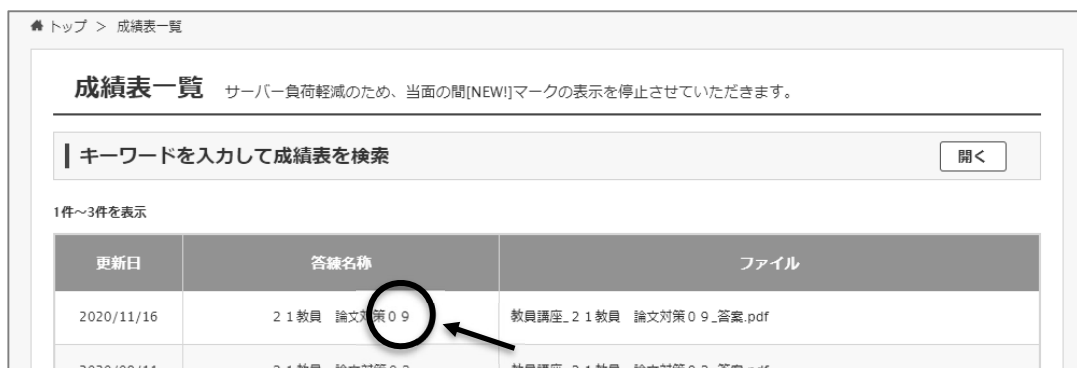 トップ > 成績表一覧
成績表一覧 サーバー負荷軽減のため、当面の間[NEW!]マークの表示を停止させていただきます。
キーワードを入力して成績表を検索 開く
1件～3件を表示
更新日 答練名称 ファイル
2020/11/16 21教員 論文対策09 教員講座_21教員 論文対策09_答案.pdf